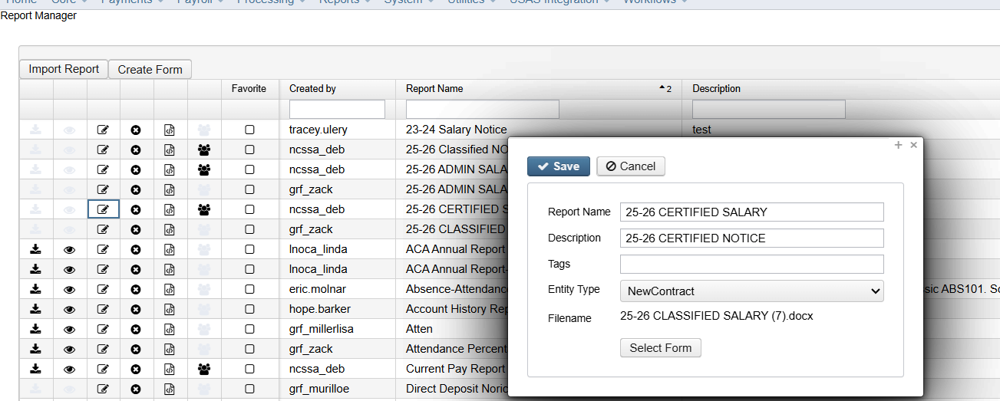 Home Core Payments Payroll Processing Reports System Utilities USAS Integration Workflows
Report Manager
Import Report Create Form
Favorite Created by Report Name 2 Description
tracey.ulery 23-24 Salary Notice test
ncssa_deb 25-26 Classified NO
ncssa_deb 25-26 ADMIN SALA
grf_zack 25-26 ADMIN SALA
ncssa_deb 25-26 CERTIFIED S
grf_zack 25-26 CLASSIFIED
lnoca_linda ACA Annual Report
lnoca_linda ACA Annual Report-
eric.molnar Absence-Attendanc sic ABS101. Sc
hope.barker Account History Rep
grf_millerlisa Atten
grf_zack Attendance Percent
ncssa_deb Current Pay Report
grf_murilloe Direct Deposit Noric
Save Cancel
Report Name 25-26 CERTIFIED SALARY
Description 25-26 CERTIFIED NOTICE
Tags
Entity Type NewContract
Filename 25-26 CLASSIFIED SALARY (7).docx
Select Form